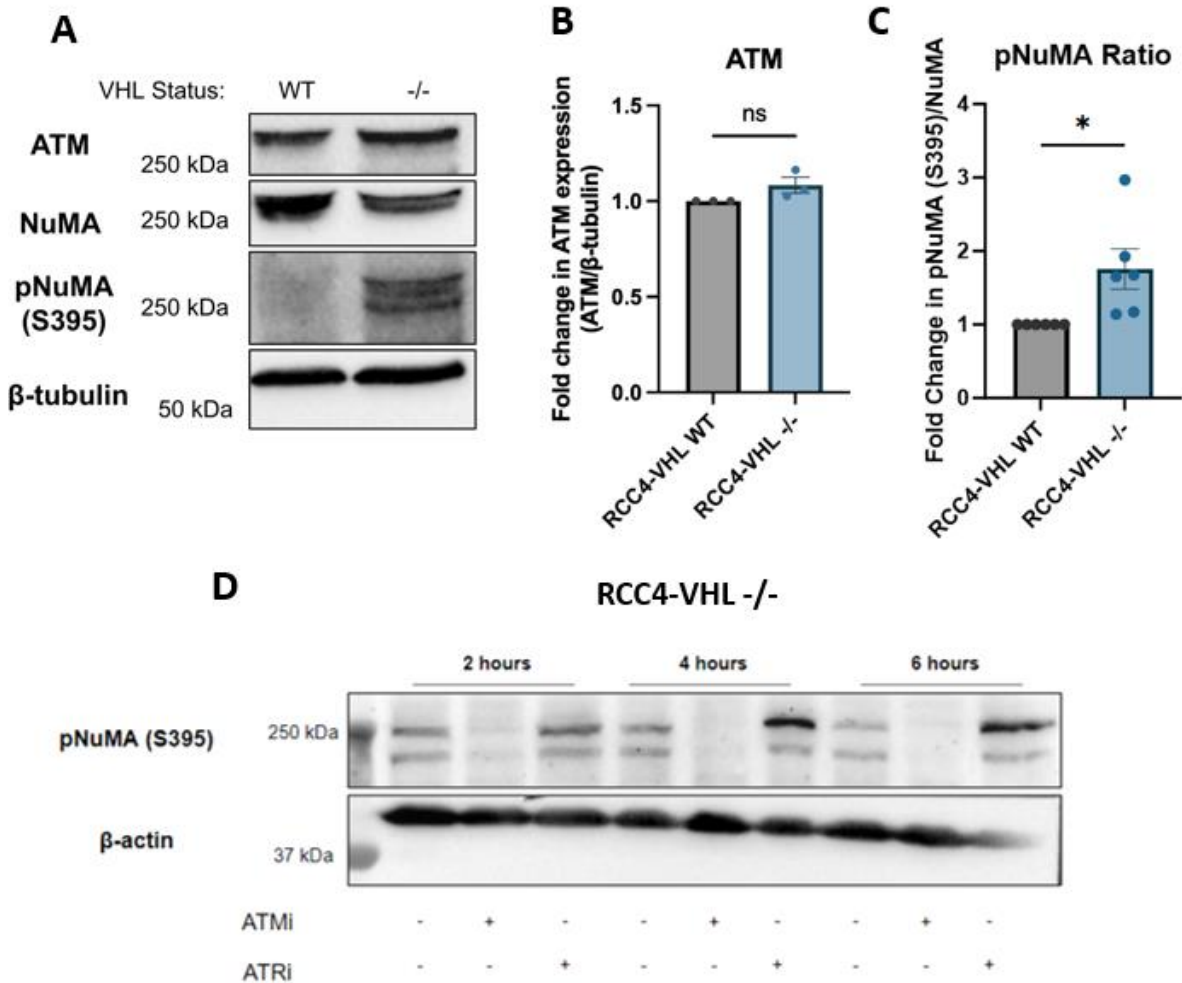 A
VHL Status: WT -/-
ATM
250 kDa
NuMA
250 kDa
pNuMA
(S395)
250 kDa
β-tubulin
50 kDa
B
ATM
Fold change in ATM expression
(ATM/β-tubulin)
1.5
1.0
0.5
0.0
ns
RCC4-VHL WT
RCC4-VHL -/-
C
pNuMA Ratio
Fold Change in pNuMA (S395)/NuMA
4
3
2
1
0
*
RCC4-VHL WT
RCC4-VHL -/-
D
RCC4-VHL -/-
2 hours 4 hours 6 hours
pNuMA (S395)
250 kDa
β-actin
37 kDa
ATMi - + - - + - - + -
ATRi - - + - - + - - +